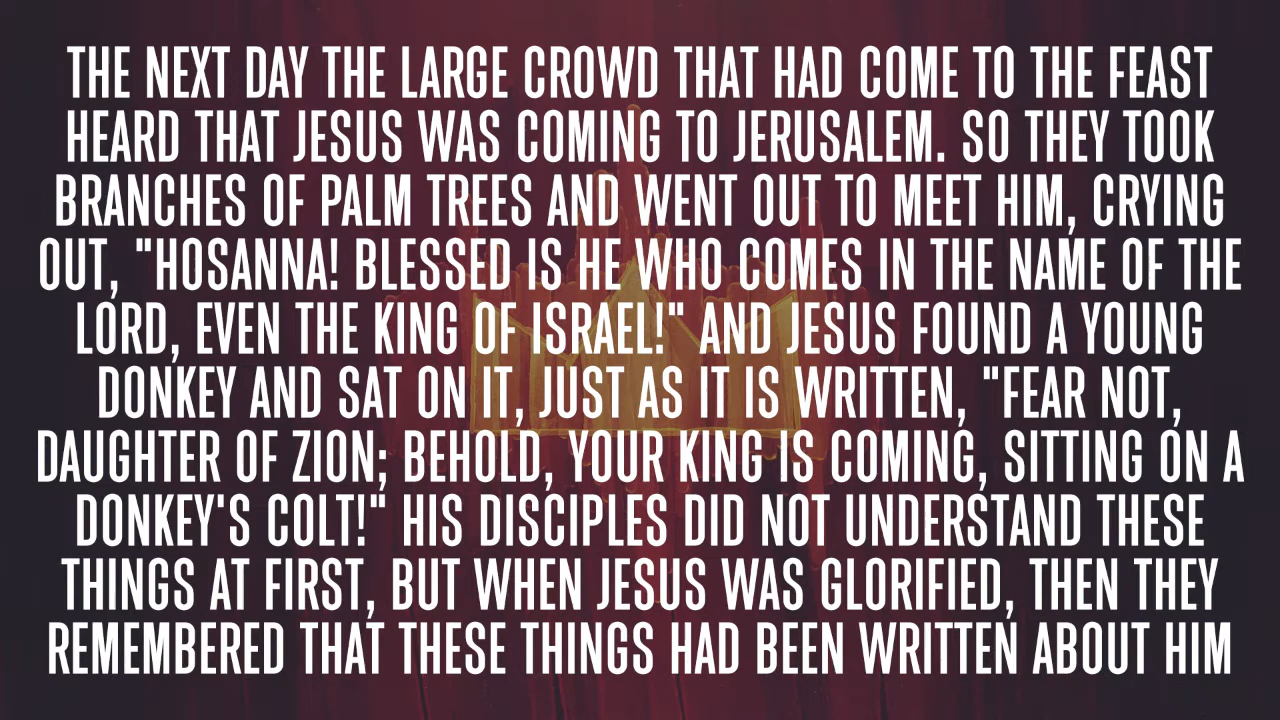 THE NEXT DAY THE LARGE CROWD THAT HAD COME TO THE FEAST
HEARD THAT JESUS WAS COMING TO JERUSALEM. SO THEY TOOK
BRANCHES OF PALM TREES AND WENT OUT TO MEET HIM, CRYING
OUT, "HOSANNA! BLESSED IS HE WHO COMES IN THE NAME OF THE
LORD, EVEN THE KING OF ISRAEL!" AND JESUS FOUND A YOUNG
DONKEY AND SAT ON IT, JUST AS IT IS WRITTEN, "FEAR NOT,
DAUGHTER OF ZION; BEHOLD, YOUR KING IS COMING, SITTING ON A
DONKEY'S COLT!" HIS DISCIPLES DID NOT UNDERSTAND THESE
THINGS AT FIRST, BUT WHEN JESUS WAS GLORIFIED, THEN THEY
REMEMBERED THAT THESE THINGS HAD BEEN WRITTEN ABOUT HIM